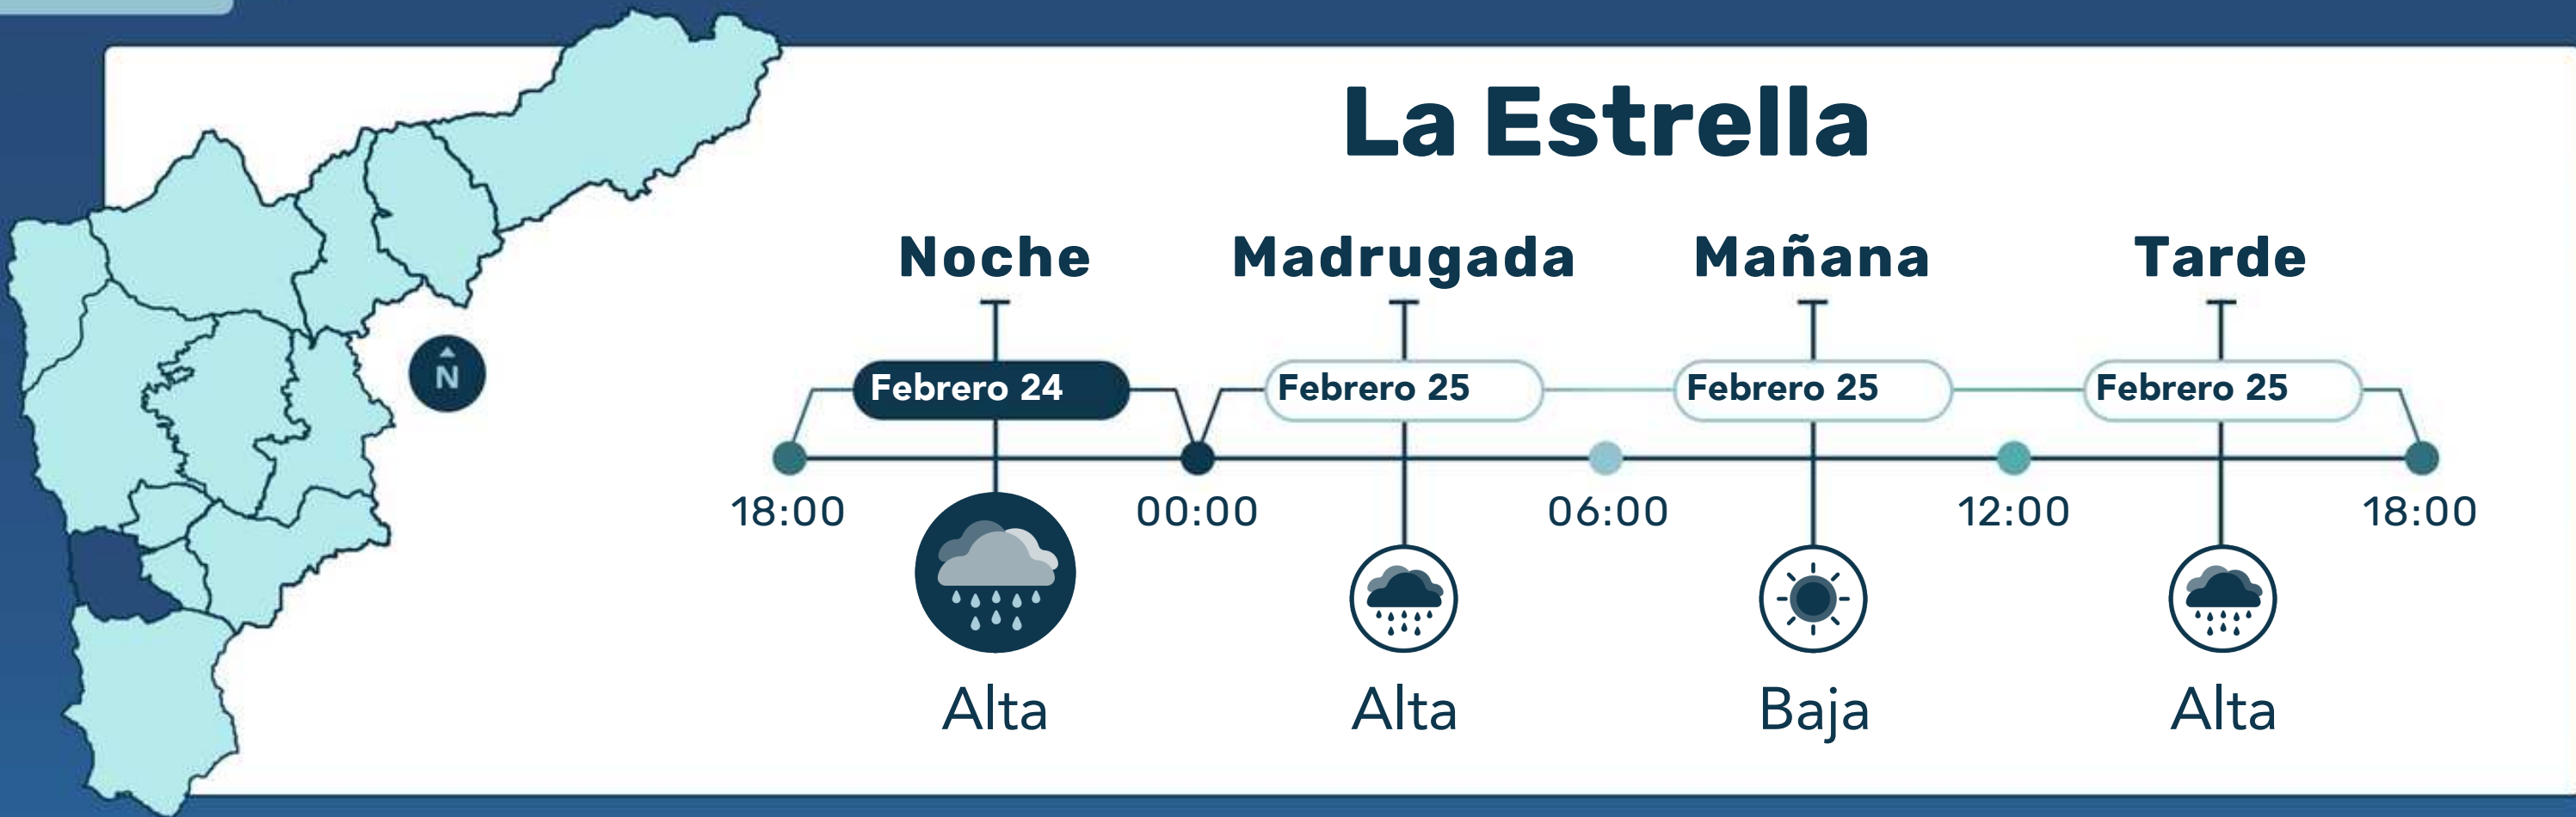 La Estrella
Noche Madrugada Mañana Tarde
N
Febrero 24 Febrero 25 Febrero 25 Febrero 25
18:00 00:00 06:00 12:00 18:00
Alta Alta Baja Alta